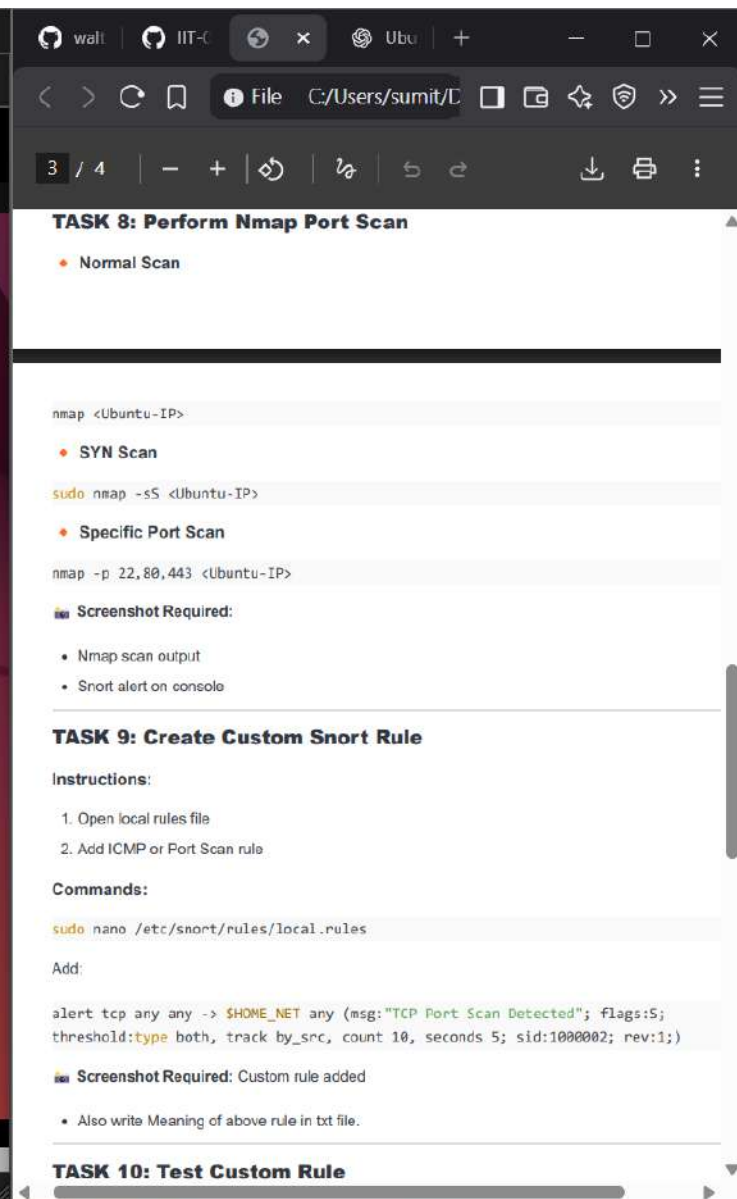 walt
IIT-C
Ubu
File C:/Users/sumit/D
3 / 4
TASK 8: Perform Nmap Port Scan
Normal Scan
nmap <Ubuntu-IP>
SYN Scan
sudo nmap -sS <Ubuntu-IP>
Specific Port Scan
nmap -p 22,80,443 <Ubuntu-IP>
Screenshot Required:
• Nmap scan output
• Snort alert on console
TASK 9: Create Custom Snort Rule
Instructions:
1. Open local rules file
2. Add ICMP or Port Scan rule
Commands:
sudo nano /etc/snort/rules/local.rules
Add:
alert tcp any any -> $HOME_NET any (msg:"TCP Port Scan Detected"; flags:S;
threshold:type both, track by_src, count 10, seconds 5; sid:1000002; rev:1;)
Screenshot Required: Custom rule added
• Also write Meaning of above rule in txt file.
TASK 10: Test Custom Rule